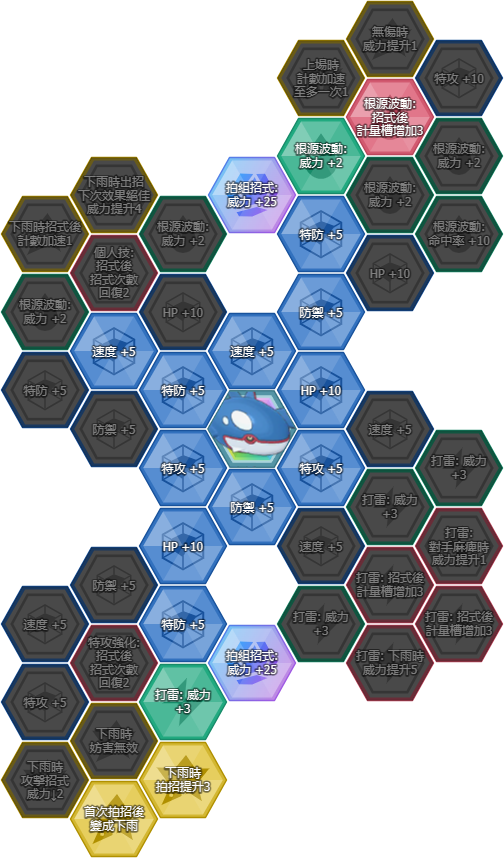 無傷時
威力提升1
上場時
計數加速
至多一次1
特攻 +10
根源波動:
招式後
計量槽增加3
根源波動:
威力 +2
根源波動:
威力 +2
下雨時出招
下次效果絕佳
威力提升4
拍組招式:
威力 +25
根源波動:
威力 +2
下雨時招式後
計數加速1
根源波動:
威力 +2
特防 +5
根源波動:
命中率 +10
個人技:
招式後
招式次數
回復2
HP +10
根源波動:
威力 +2
HP +10
防禦 +5
速度 +5
速度 +5
特防 +5
特防 +5
HP +10
防禦 +5
速度 +5
特攻 +5
特攻 +5
打雷: 威力
+3
打雷: 威力
+3
防禦 +5
HP +10
速度 +5
打雷:
對手麻痺時
威力提升1
防禦 +5
打雷: 招式後
計量槽增加3
速度 +5
特防 +5
打雷: 威力
+3
打雷: 招式後
計量槽增加3
特攻強化:
招式後
招式次數
回復2
拍組招式:
威力 +25
打雷: 下雨時
威力提升5
特攻 +5
打雷: 威力
+3
下雨時
妨害無效
下雨時
攻擊招式
威力↓2
下雨時
拍招提升3
首次拍招後
變成下雨